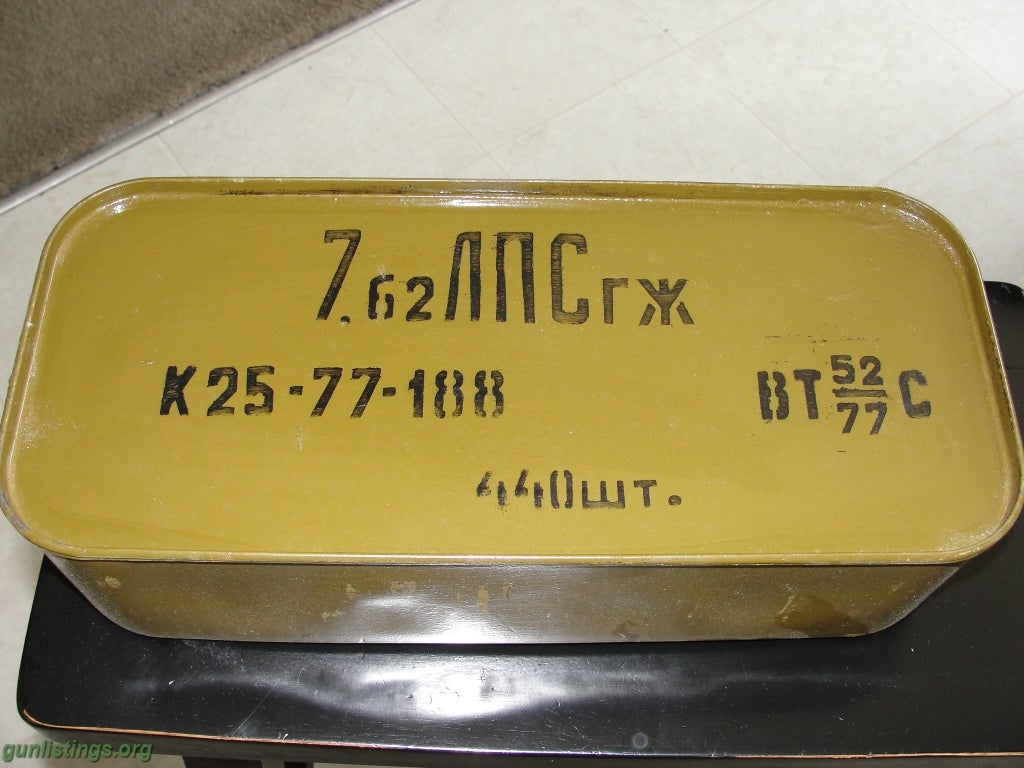 7.62ЛПСгж
К25-77-188
ВТ 52/77 С
440шт.
gunlistings.org